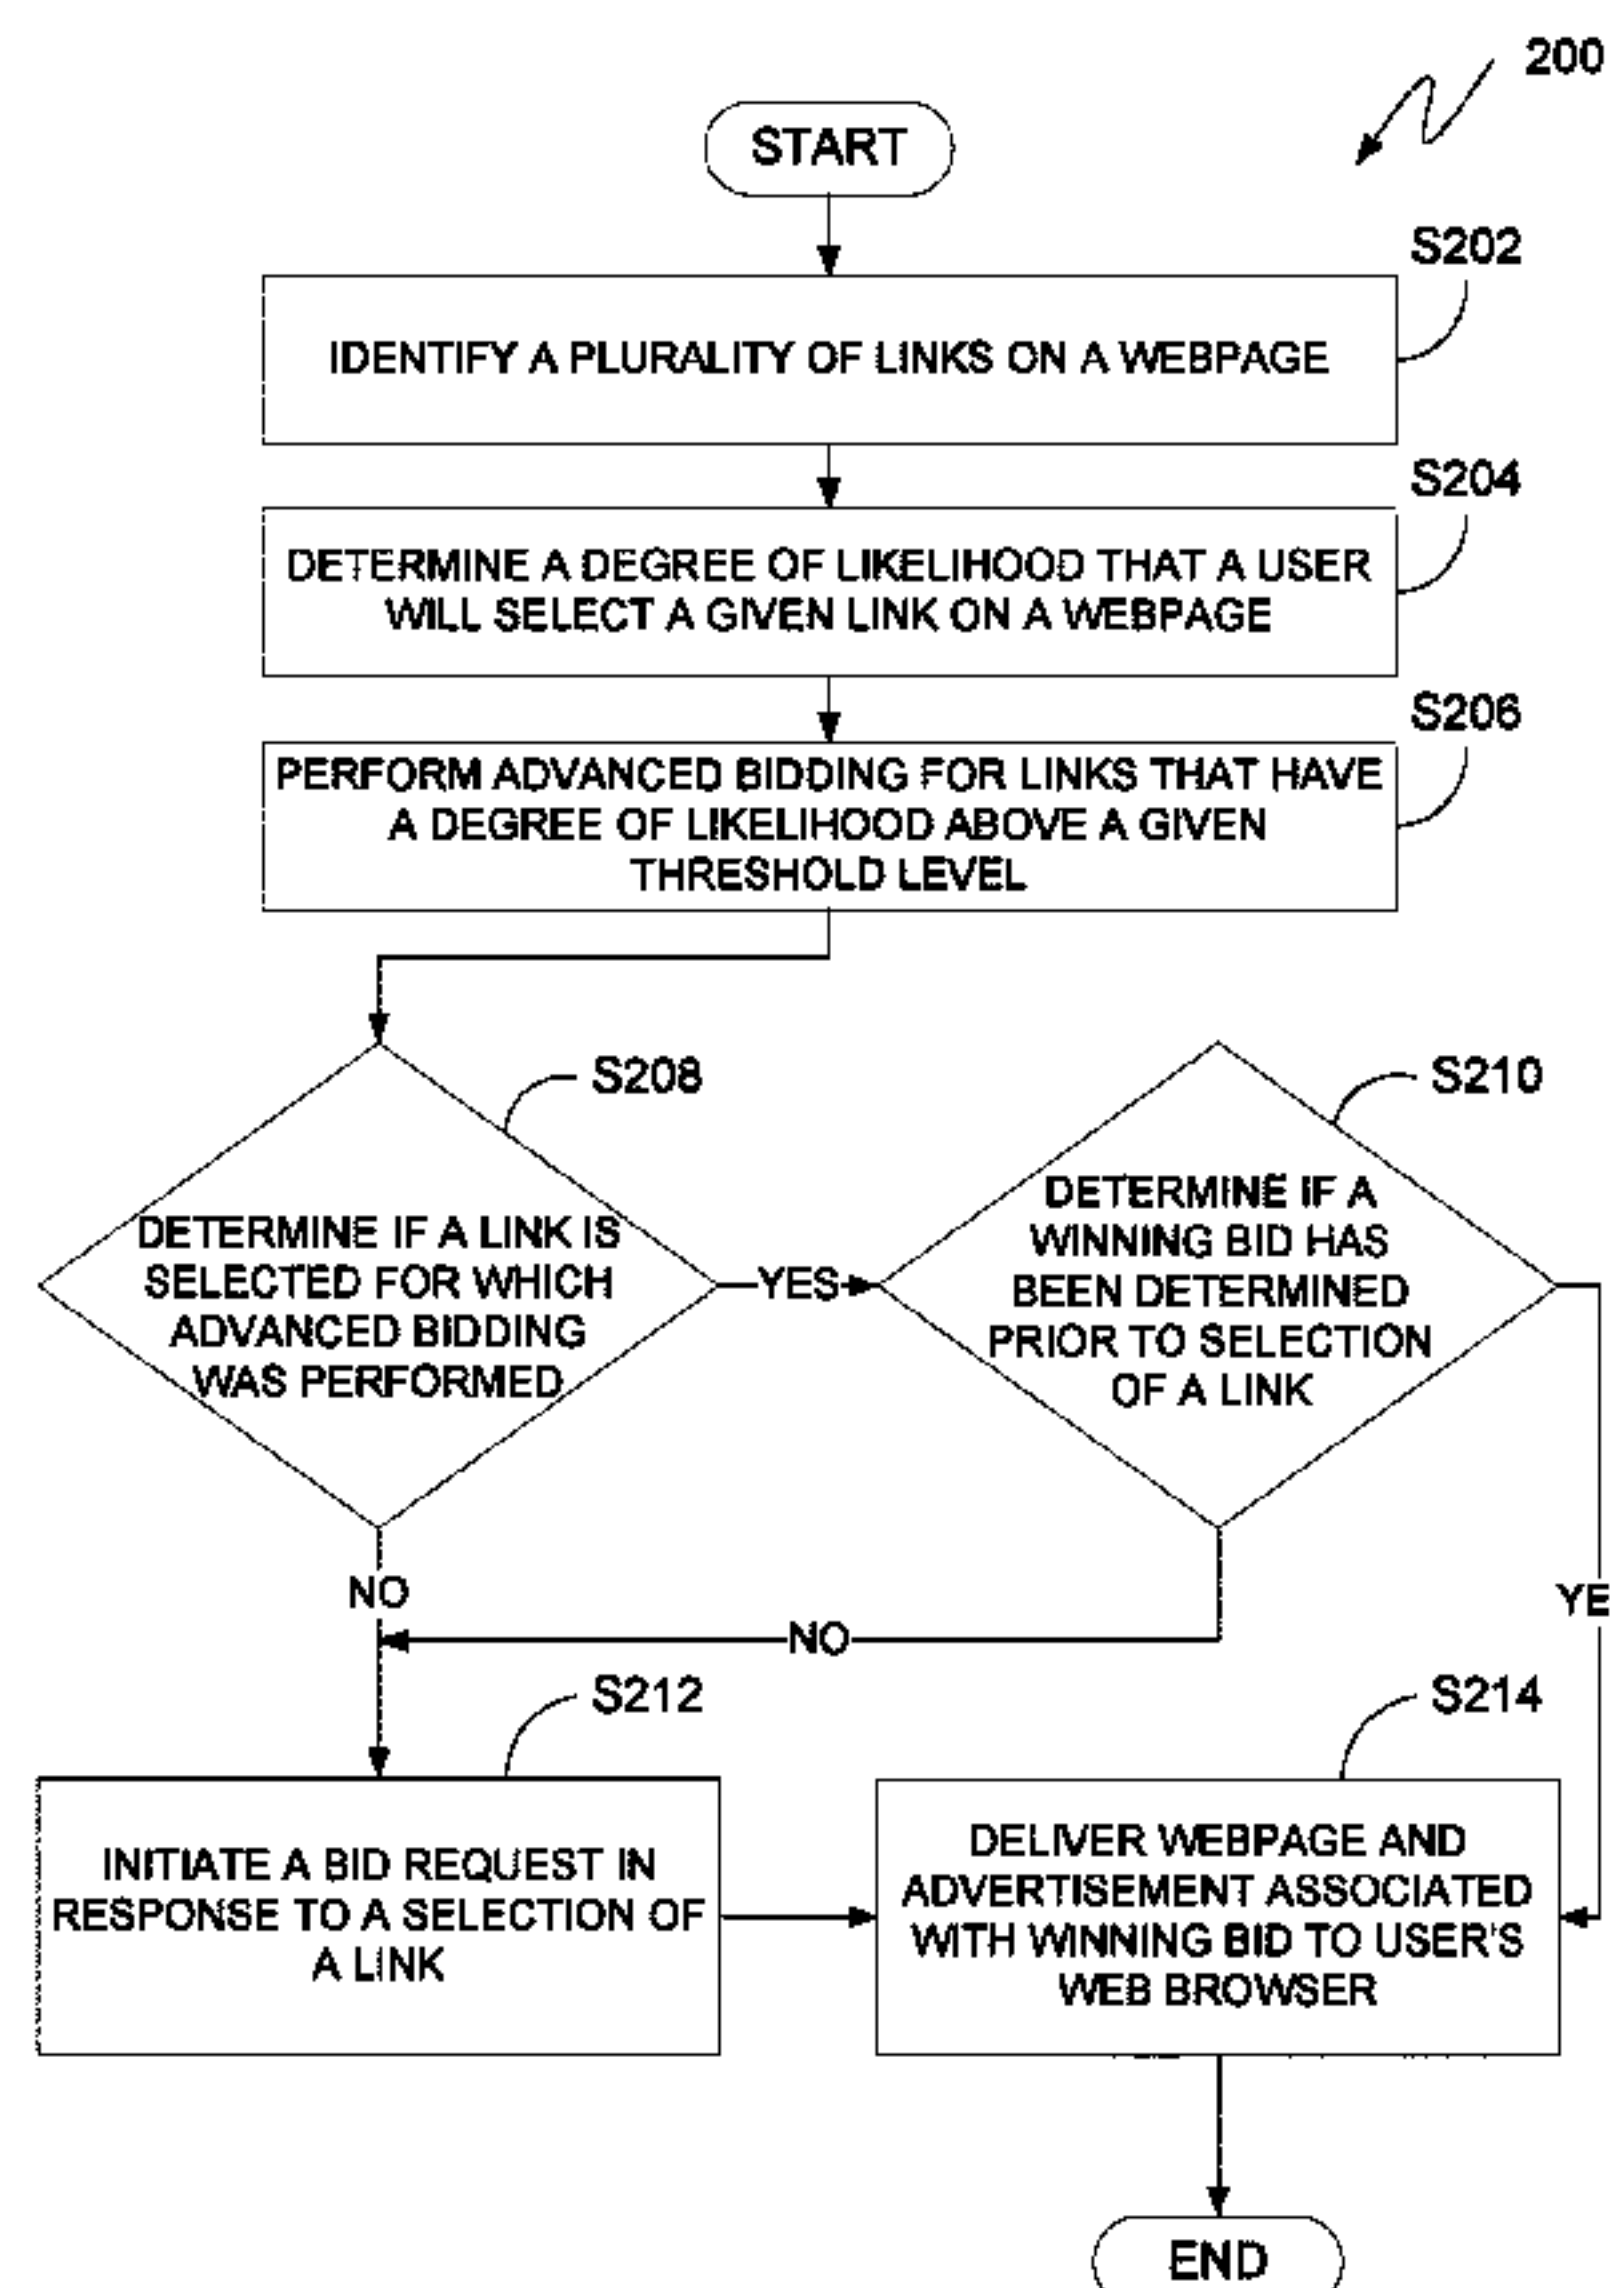 200
START
S202
IDENTIFY A PLURALITY OF LINKS ON A WEBPAGE
S204
DETERMINE A DEGREE OF LIKELIHOOD THAT A USER
WILL SELECT A GIVEN LINK ON A WEBPAGE
S206
PERFORM ADVANCED BIDDING FOR LINKS THAT HAVE
A DEGREE OF LIKELIHOOD ABOVE A GIVEN
THRESHOLD LEVEL
S208
DETERMINE IF A LINK IS
SELECTED FOR WHICH
ADVANCED BIDDING
WAS PERFORMED
YES
S210
DETERMINE IF A
WINNING BID HAS
BEEN DETERMINED
PRIOR TO SELECTION
OF A LINK
NO
NO
YE
S212
INITIATE A BID REQUEST IN
RESPONSE TO A SELECTION OF
A LINK
S214
DELIVER WEBPAGE AND
ADVERTISEMENT ASSOCIATED
WITH WINNING BID TO USER'S
WEB BROWSER
END